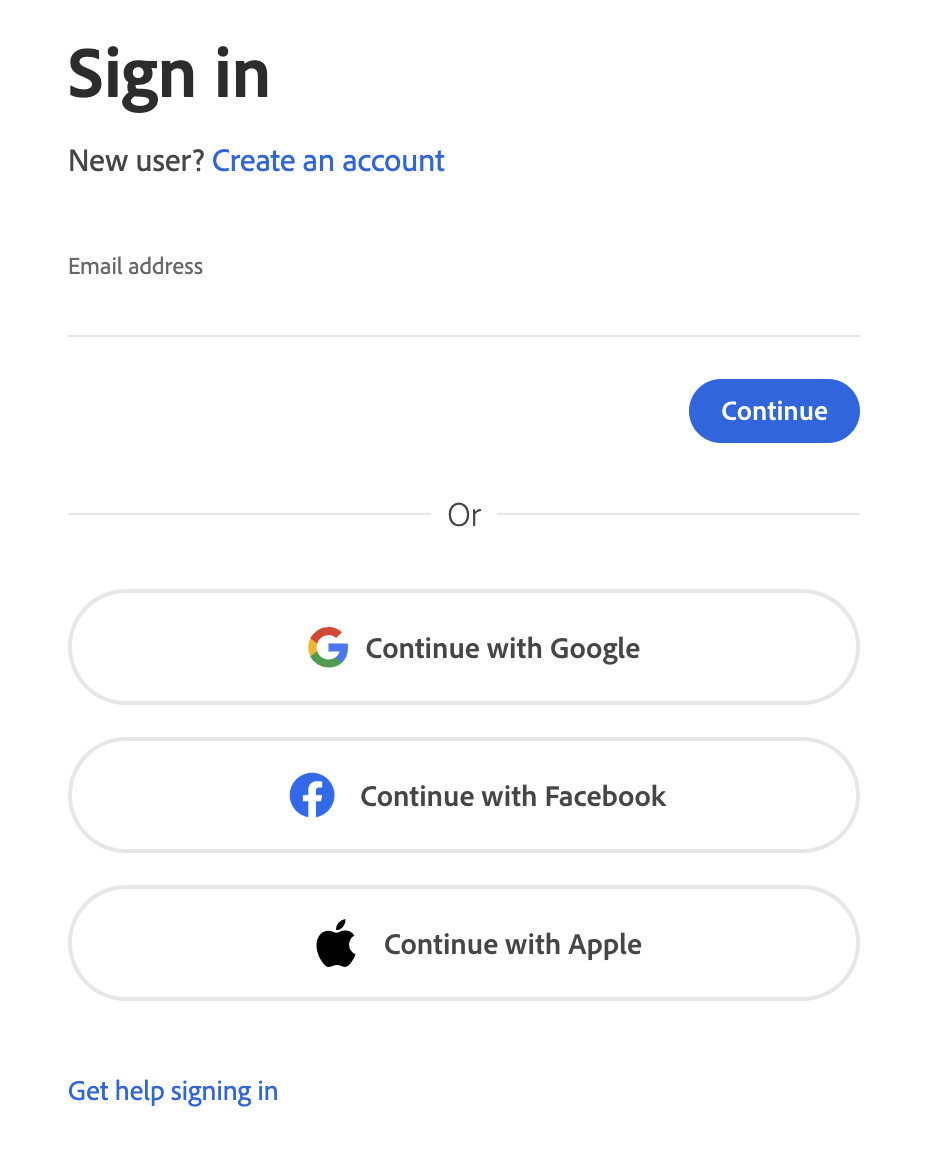 Sign in
New user? Create an account
Email address
Continue
Or
Continue with Google
Continue with Facebook
Continue with Apple
Get help signing in